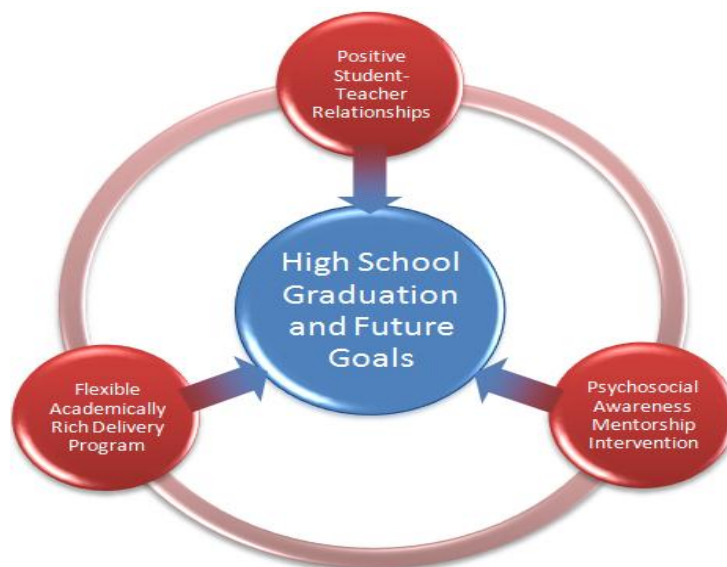 Positive
Student-
Teacher
Relationships
High School
Graduation
and Future
Goals
Flexible
Academically
Rich Delivery
Program
Psychosocial
Awareness
Mentorship
Intervention